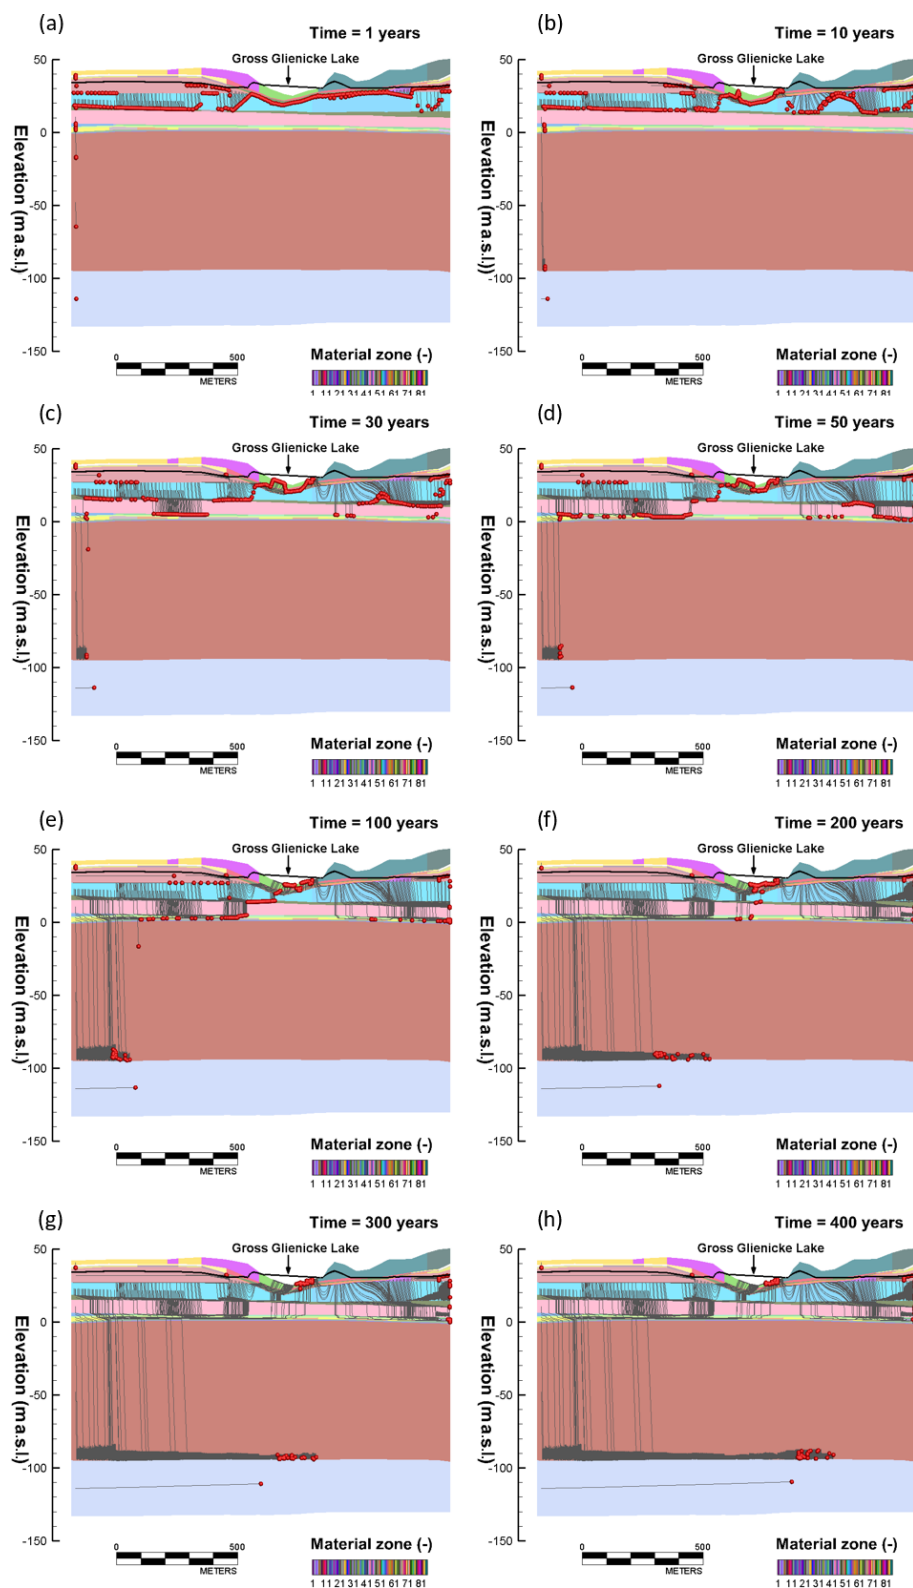 (a)
Time = 1 years
Gross Glienicke Lake
Elevation (m a.s.l.)
50
0
-50
-100
-150
0 500
METERS
Material zone (-)
1 11 21 31 41 51 61 71 81
(b)
Time = 10 years
Gross Glienicke Lake
Elevation (m a.s.l.)
50
0
-50
-100
-150
0 500
METERS
Material zone (-)
1 11 21 31 41 51 61 71 81
(c)
Time = 30 years
Gross Glienicke Lake
Elevation (m a.s.l.)
50
0
-50
-100
-150
0 500
METERS
Material zone (-)
1 11 21 31 41 51 61 71 81
(d)
Time = 50 years
Gross Glienicke Lake
Elevation (m a.s.l.)
50
0
-50
-100
-150
0 500
METERS
Material zone (-)
1 11 21 31 41 51 61 71 81
(e)
Time = 100 years
Gross Glienicke Lake
Elevation (m a.s.l.)
50
0
-50
-100
-150
0 500
METERS
Material zone (-)
1 11 21 31 41 51 61 71 81
(f)
Time = 200 years
Gross Glienicke Lake
Elevation (m a.s.l.)
50
0
-50
-100
-150
0 500
METERS
Material zone (-)
1 11 21 31 41 51 61 71 81
(g)
Time = 300 years
Gross Glienicke Lake
Elevation (m a.s.l.)
50
0
-50
-100
-150
0 500
METERS
Material zone (-)
1 11 21 31 41 51 61 71 81
(h)
Time = 400 years
Gross Glienicke Lake
Elevation (m a.s.l.)
50
0
-50
-100
-150
0 500
METERS
Material zone (-)
1 11 21 31 41 51 61 71 81